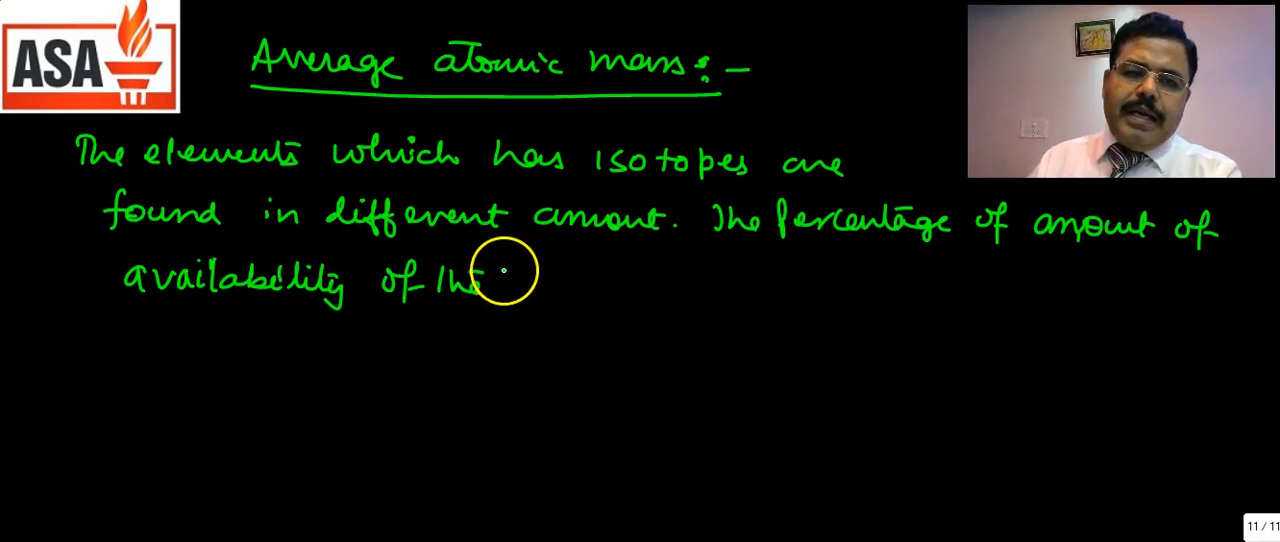 ASA
Average atomic mass :-
The elements which has isotopes are
found in different amount. The percentage of amount of
availability of the
11 / 11